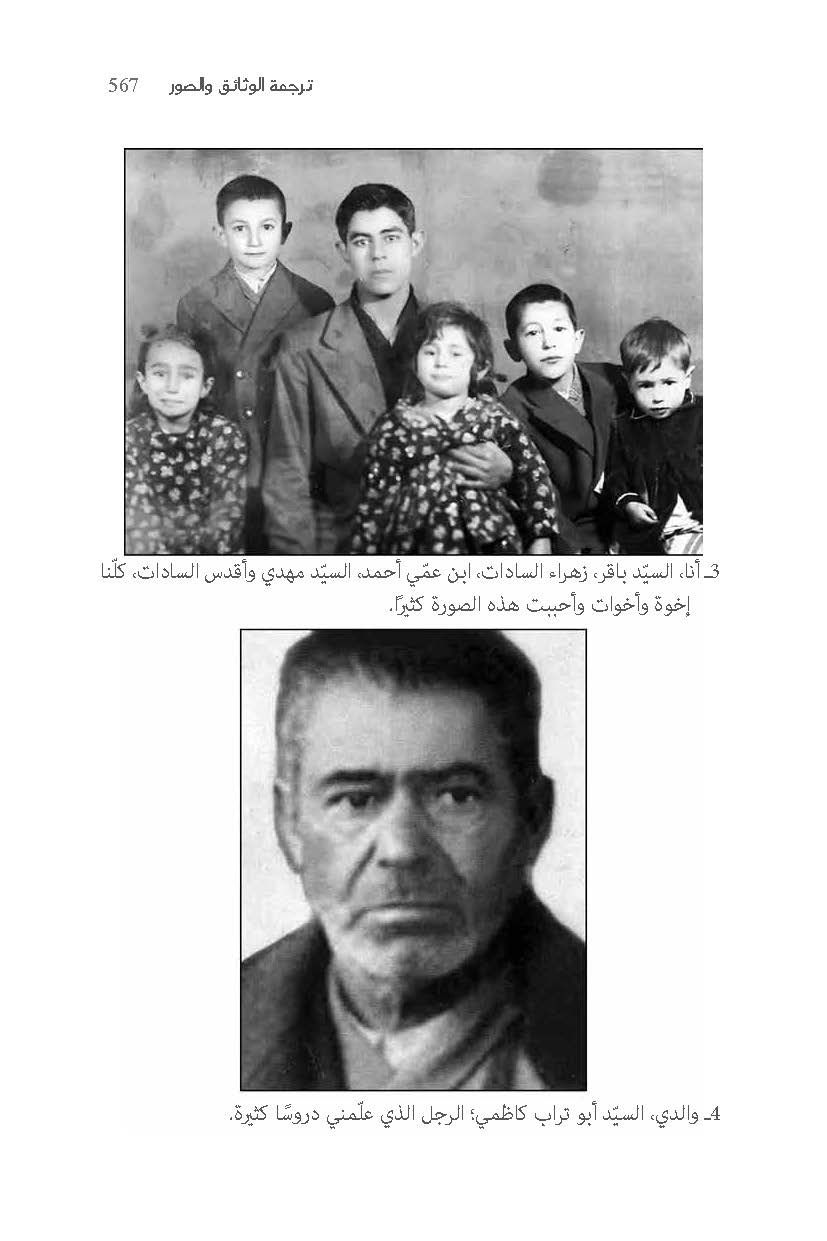 ترجمة الوثائق والصور 567
3ـ أنا، السيّد باقر، زهراء السادات، ابن عمّي أحمد، السيّد مهدي وأقدس السادات، كلّنا
إخوة وأخوات وأحببت هذه الصورة كثيرًا.
4ـ والدي، السيّد أبو تراب كاظمي؛ الرجل الذي علّمني دروسًا كثيرة.